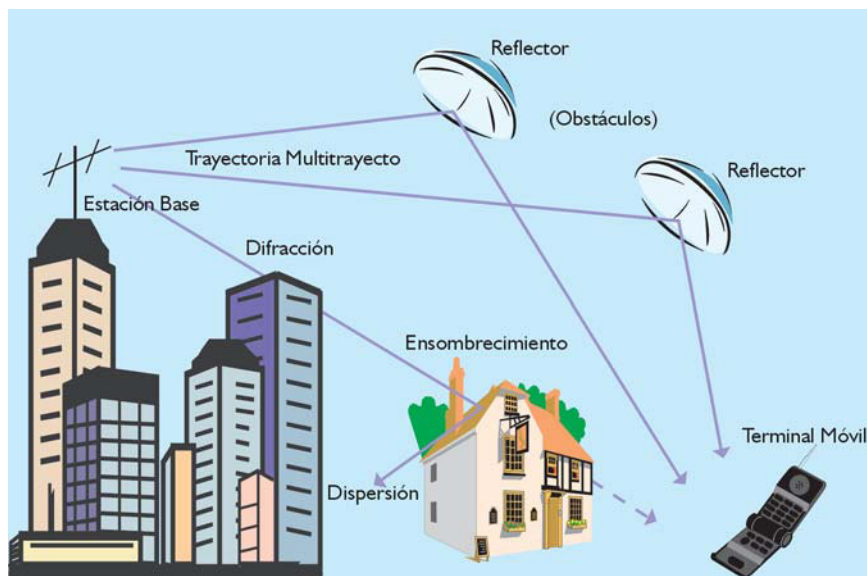 Reflector
(Obstáculos)
Trayectoria Multitrayecto
Reflector
Estación Base
Difracción
Ensombrecimiento
Terminal Móvil
Dispersión